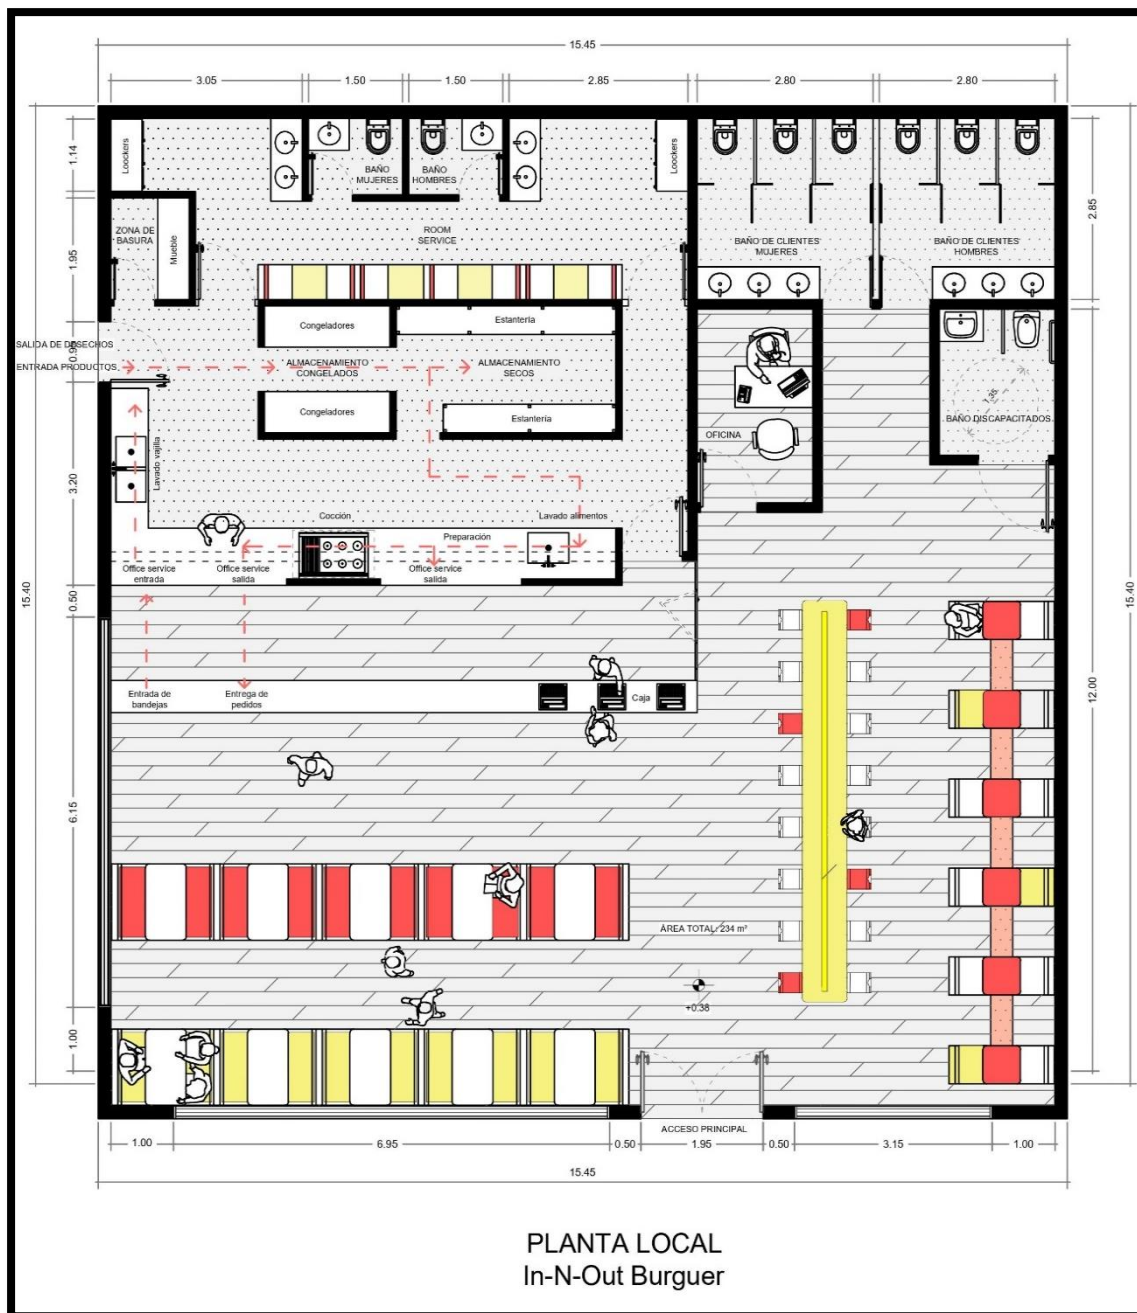 15.45
3.05
1.50
1.50
2.85
2.80
2.80
1.14
Loockers
BAÑO
MUJERES
BAÑO
HOMBRES
Loockers
ZONA DE
BASURA
Mueble
ROOM
SERVICE
BAÑO DE CLIENTES
MUJERES
BAÑO DE CLIENTES
HOMBRES
2.85
1.95
Congeladores
Estantería
SALIDA DE DESECHOS
0.95
ENTRADA PRODUCTOS
ALMACENAMIENTO
CONGELADOS
ALMACENAMIENTO
SECOS
Congeladores
Estantería
1.35
BAÑO DISCAPACITADOS
OFICINA
Lavado vajilla
3.20
Cocción
Lavado alimentos
Preparación
Office service
entrada
Office service
salida
Office service
salida
15.40
0.50
15.40
Entrada de
bandejas
Entrega de
pedidos
Caja
12.00
6.15
ÁREA TOTAL: 234 m²
+0.38
1.00
ACCESO PRINCIPAL
1.00
6.95
0.50
1.95
0.50
3.15
1.00
15.45
PLANTA LOCAL
In-N-Out Burguer